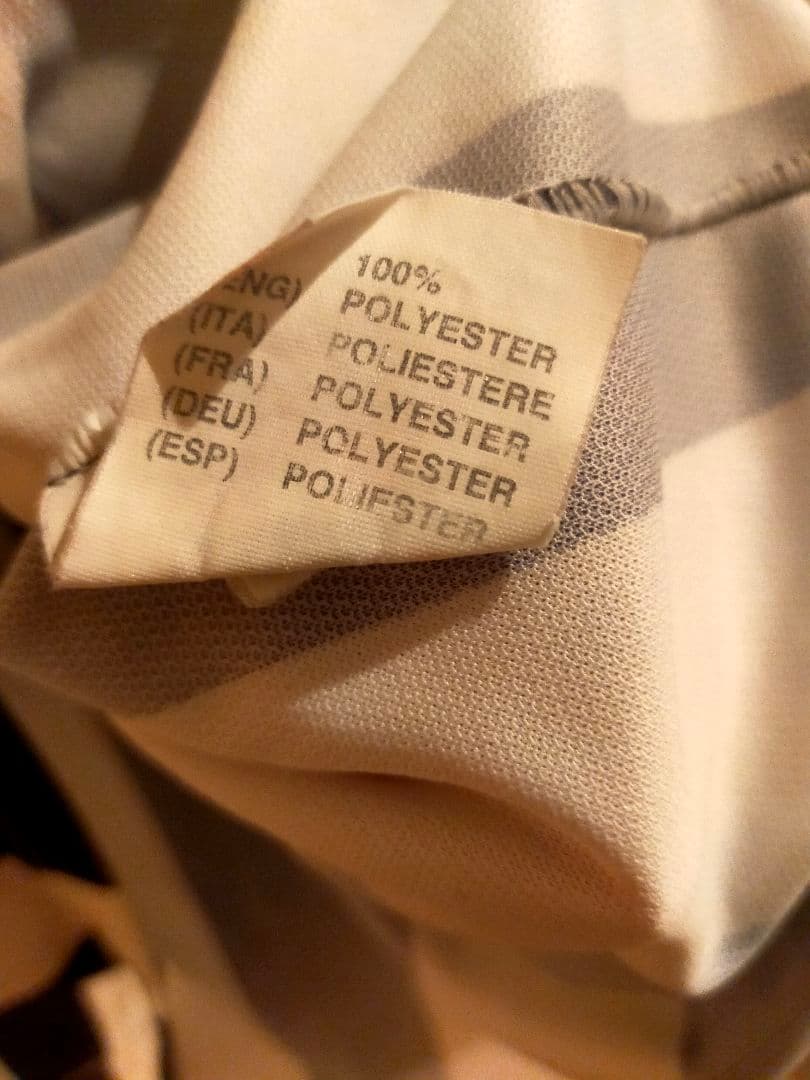 100%
(ENG) POLYESTER
(ITA) POLIESTERE
(FRA) POLYESTER
(DEU) POLYESTER
(ESP) POLIESTER